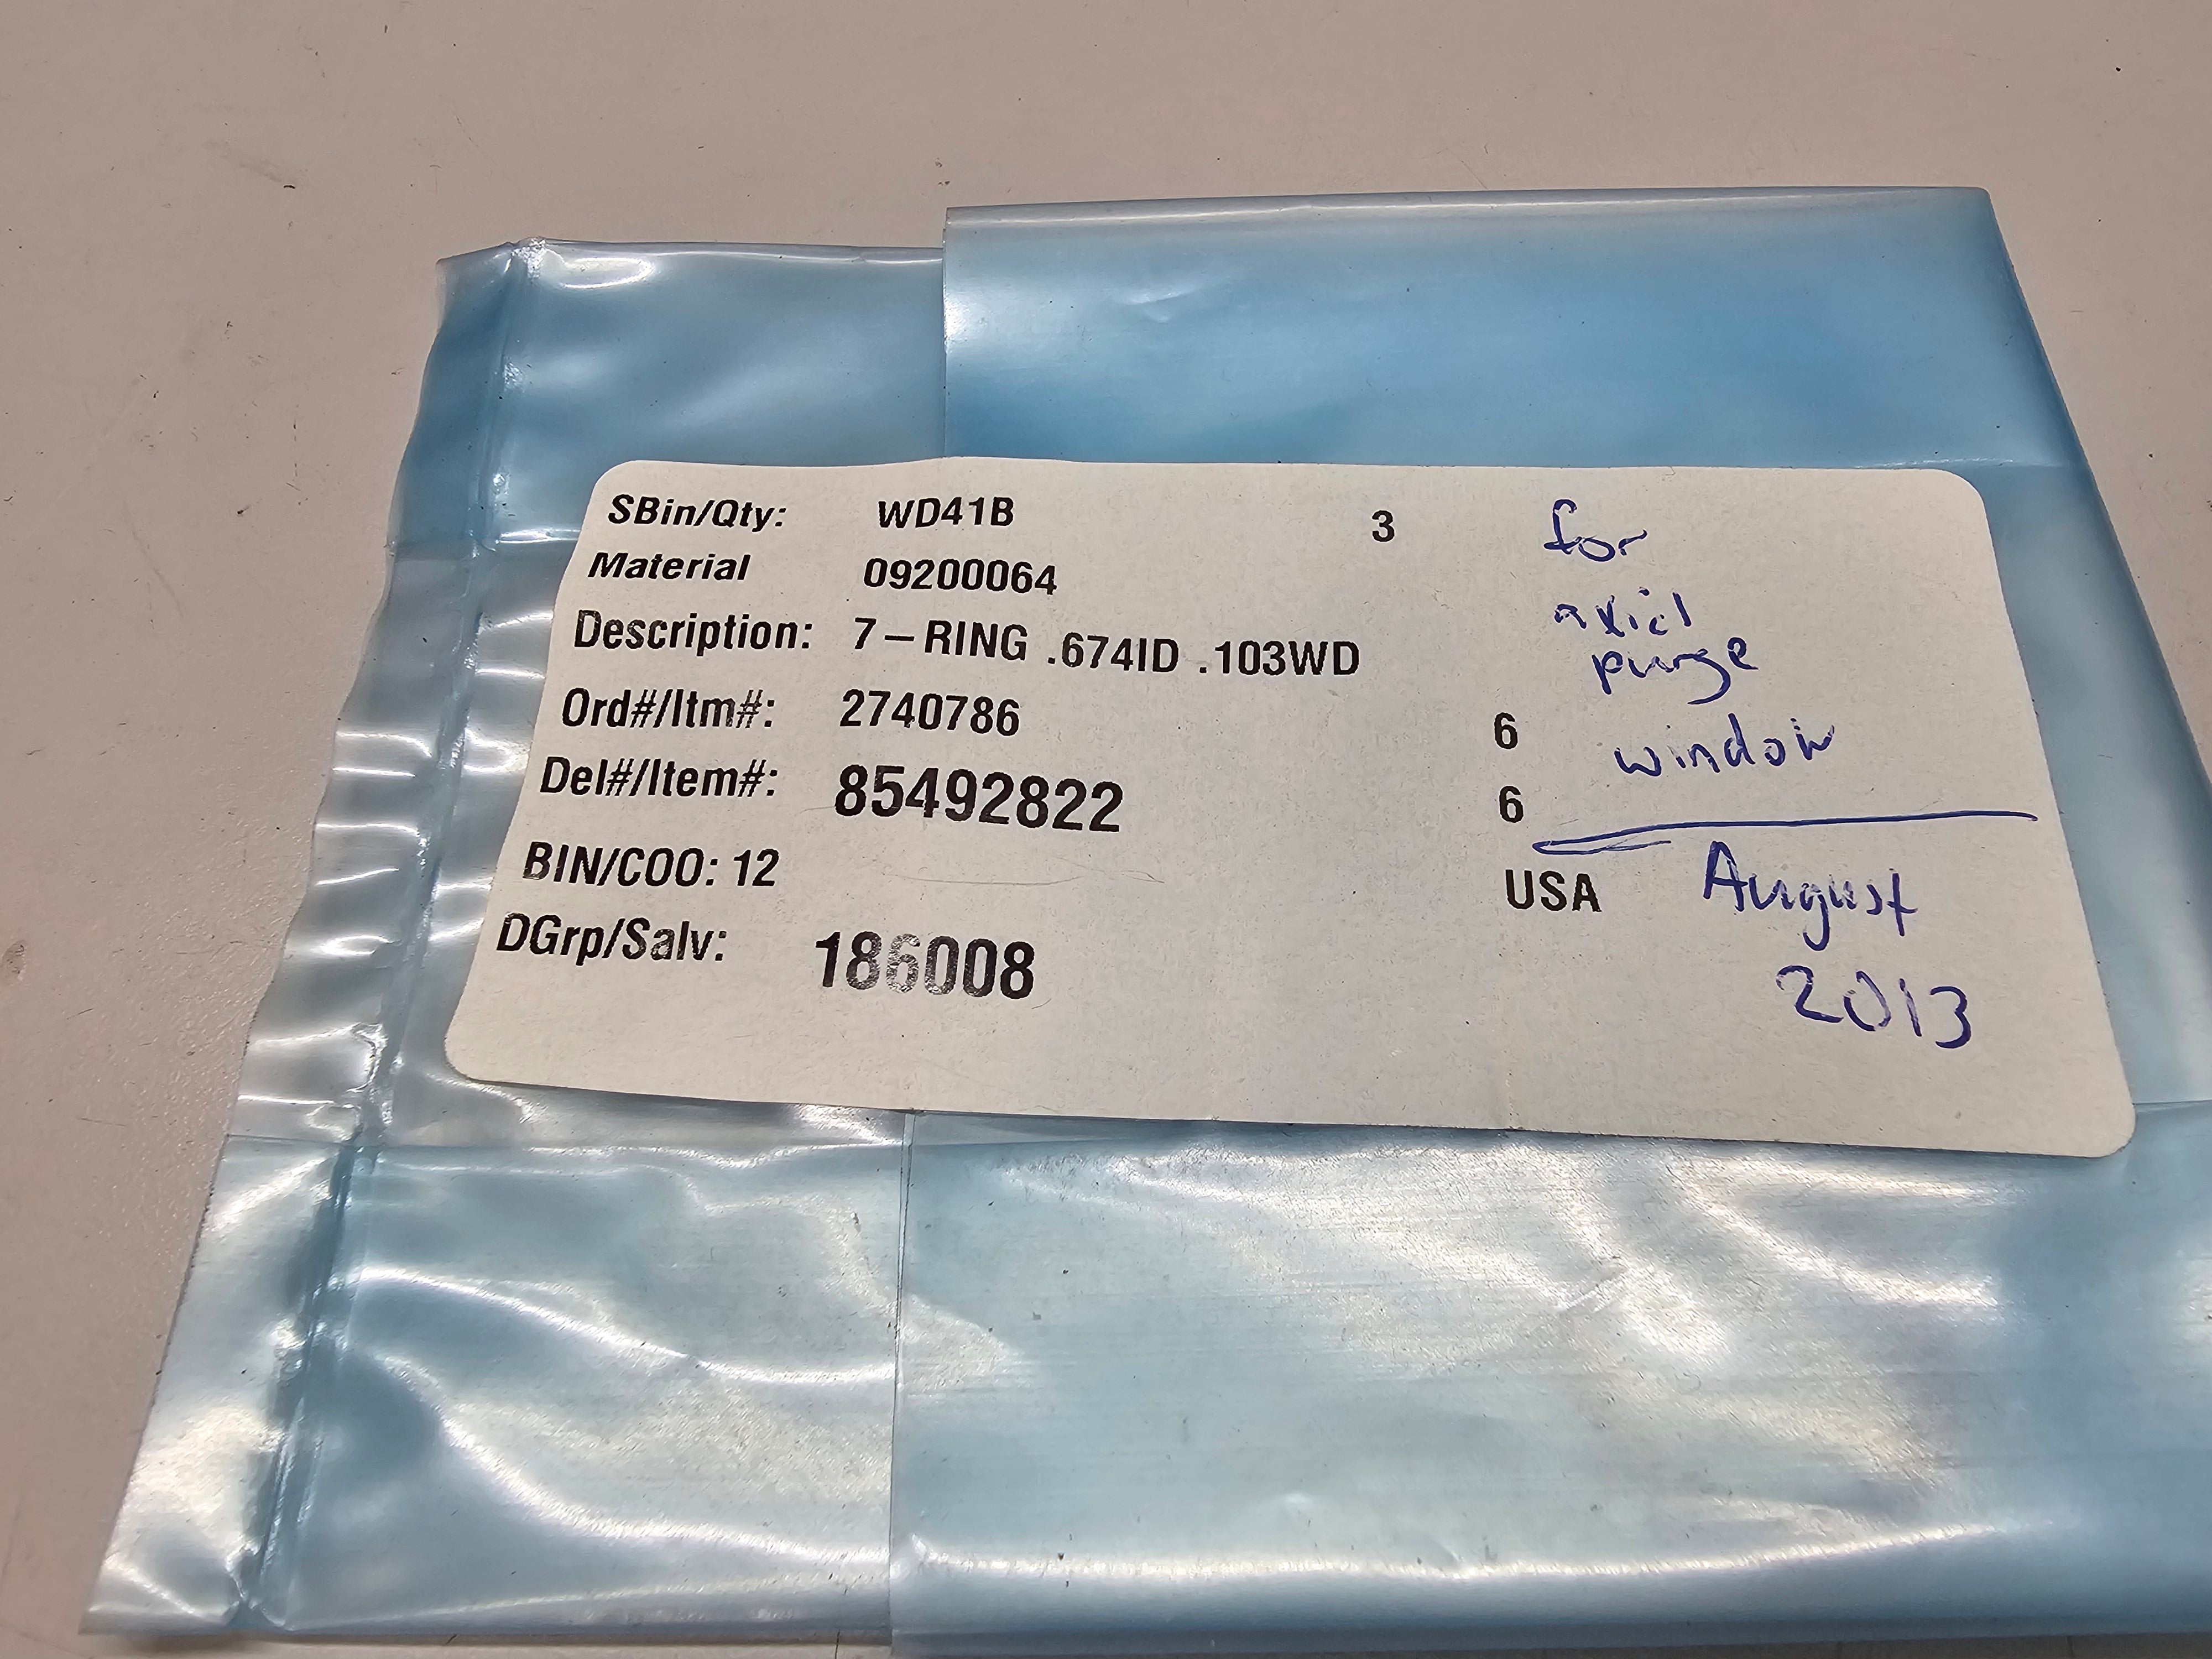 SBin/Qty: WD41B 3
Material 09200064
Description: 7-RING .674ID .103WD
Ord#/Itm#: 2740786 6
Del#/Item#: 85492822 6
BIN/COO: 12 USA
DGrp/Salv: 186008
for
axial
purge
window
August
2013